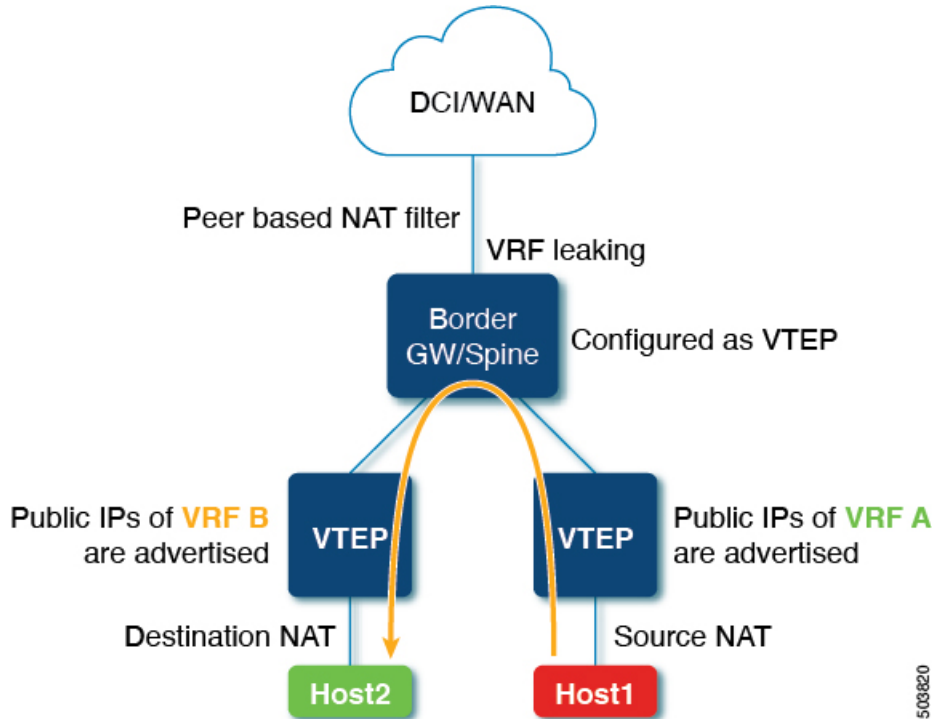 DCI/WAN
Peer based NAT filter
VRF leaking
Border
GW/Spine
Configured as VTEP
Public IPs of VRF B
are advertised
VTEP
VTEP
Public IPs of VRF A
are advertised
Destination NAT
Source NAT
Host2
Host1
503820